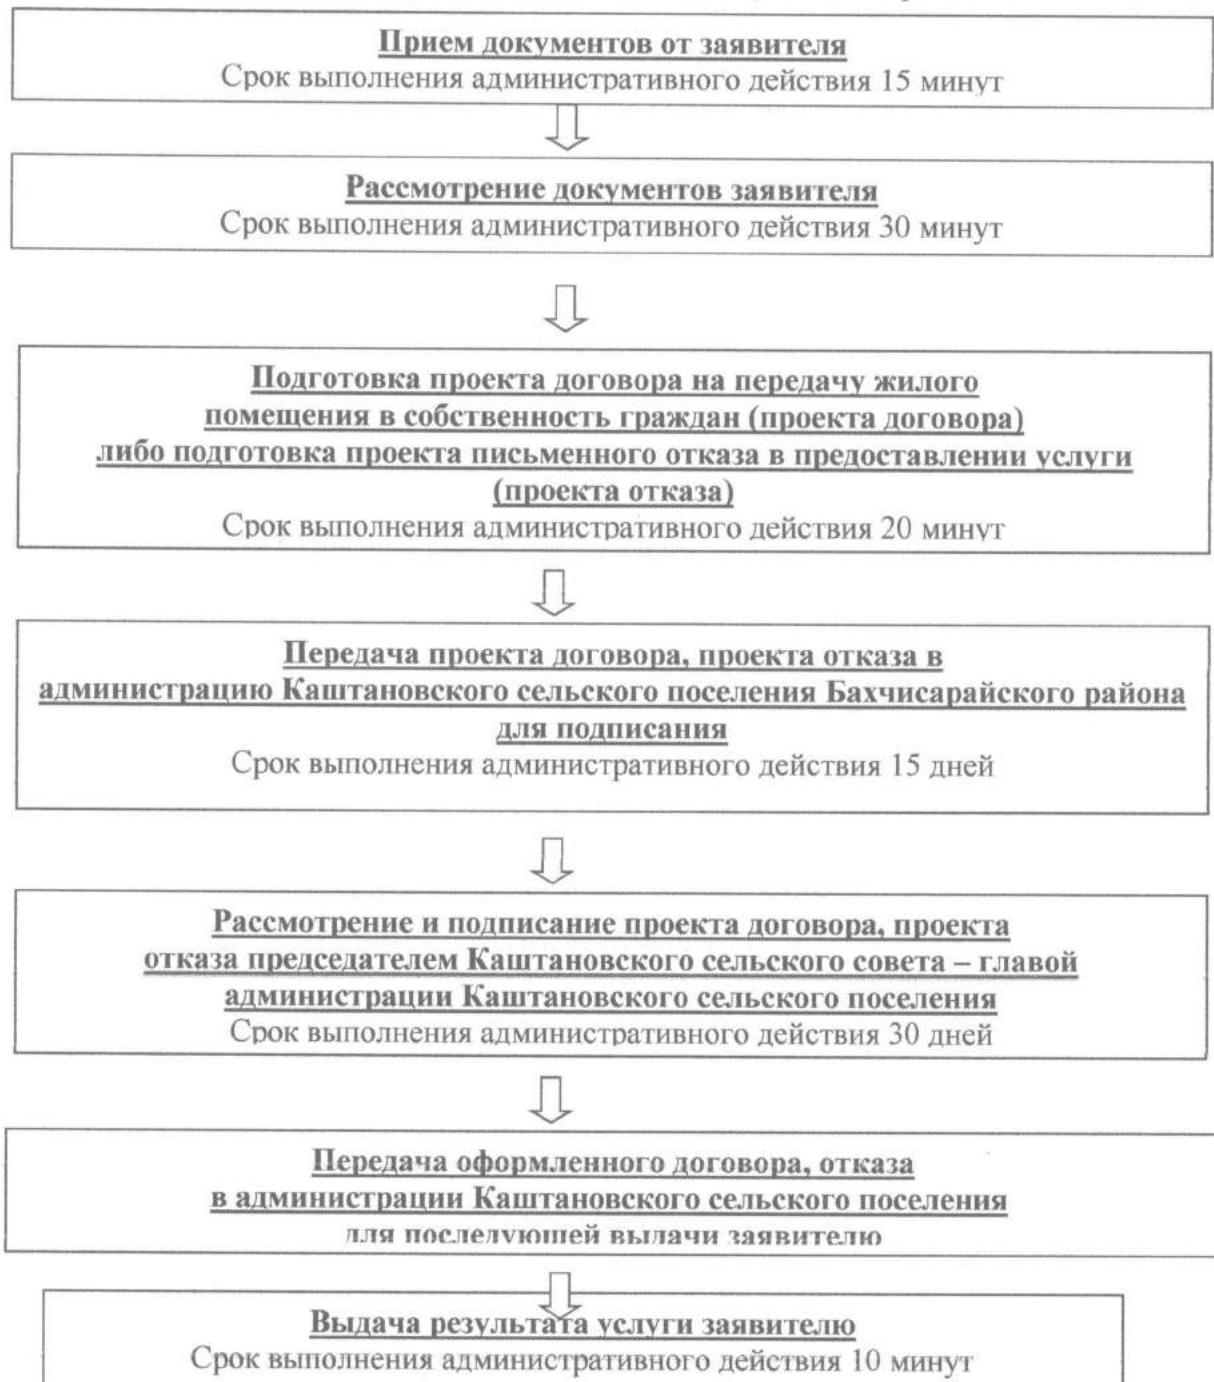 Прием документов от заявителя
Срок выполнения административного действия 15 минут
Рассмотрение документов заявителя
Срок выполнения административного действия 30 минут
Подготовка проекта договора на передачу жилого
помещения в собственность граждан (проекта договора)
либо подготовка проекта письменного отказа в предоставлении услуги
(проекта отказа)
Срок выполнения административного действия 20 минут
Передача проекта договора, проекта отказа в
администрацию Каштановского сельского поселения Бахчисарайского района
для подписания
Срок выполнения административного действия 15 дней
Рассмотрение и подписание проекта договора, проекта
отказа председателем Каштановского сельского совета – главой
администрации Каштановского сельского поселения
Срок выполнения административного действия 30 дней
Передача оформленного договора, отказа
в администрации Каштановского сельского поселения
для последующей выдачи заявителю
Выдача результата услуги заявителю
Срок выполнения административного действия 10 минут